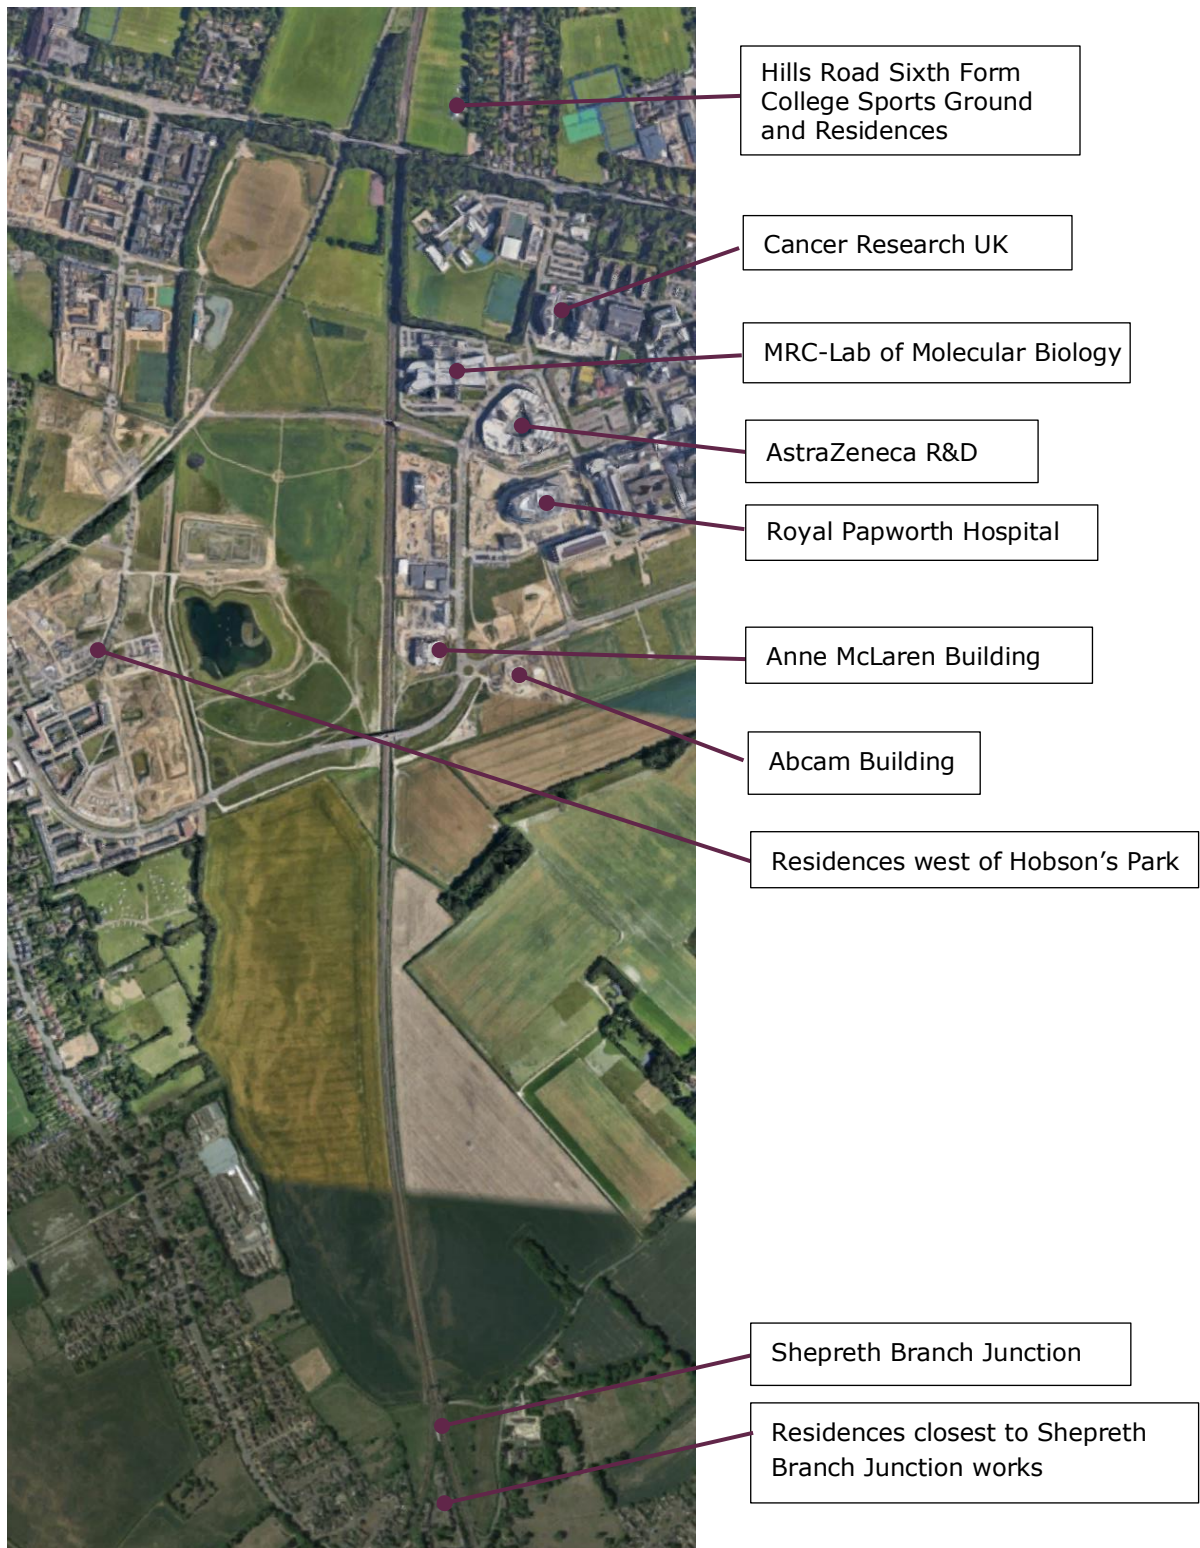 Hills Road Sixth Form
College Sports Ground
and Residences
Cancer Research UK
MRC-Lab of Molecular Biology
AstraZeneca R&D
Royal Papworth Hospital
Anne McLaren Building
Abcam Building
Residences west of Hobson’s Park
Shepreth Branch Junction
Residences closest to Shepreth
Branch Junction works